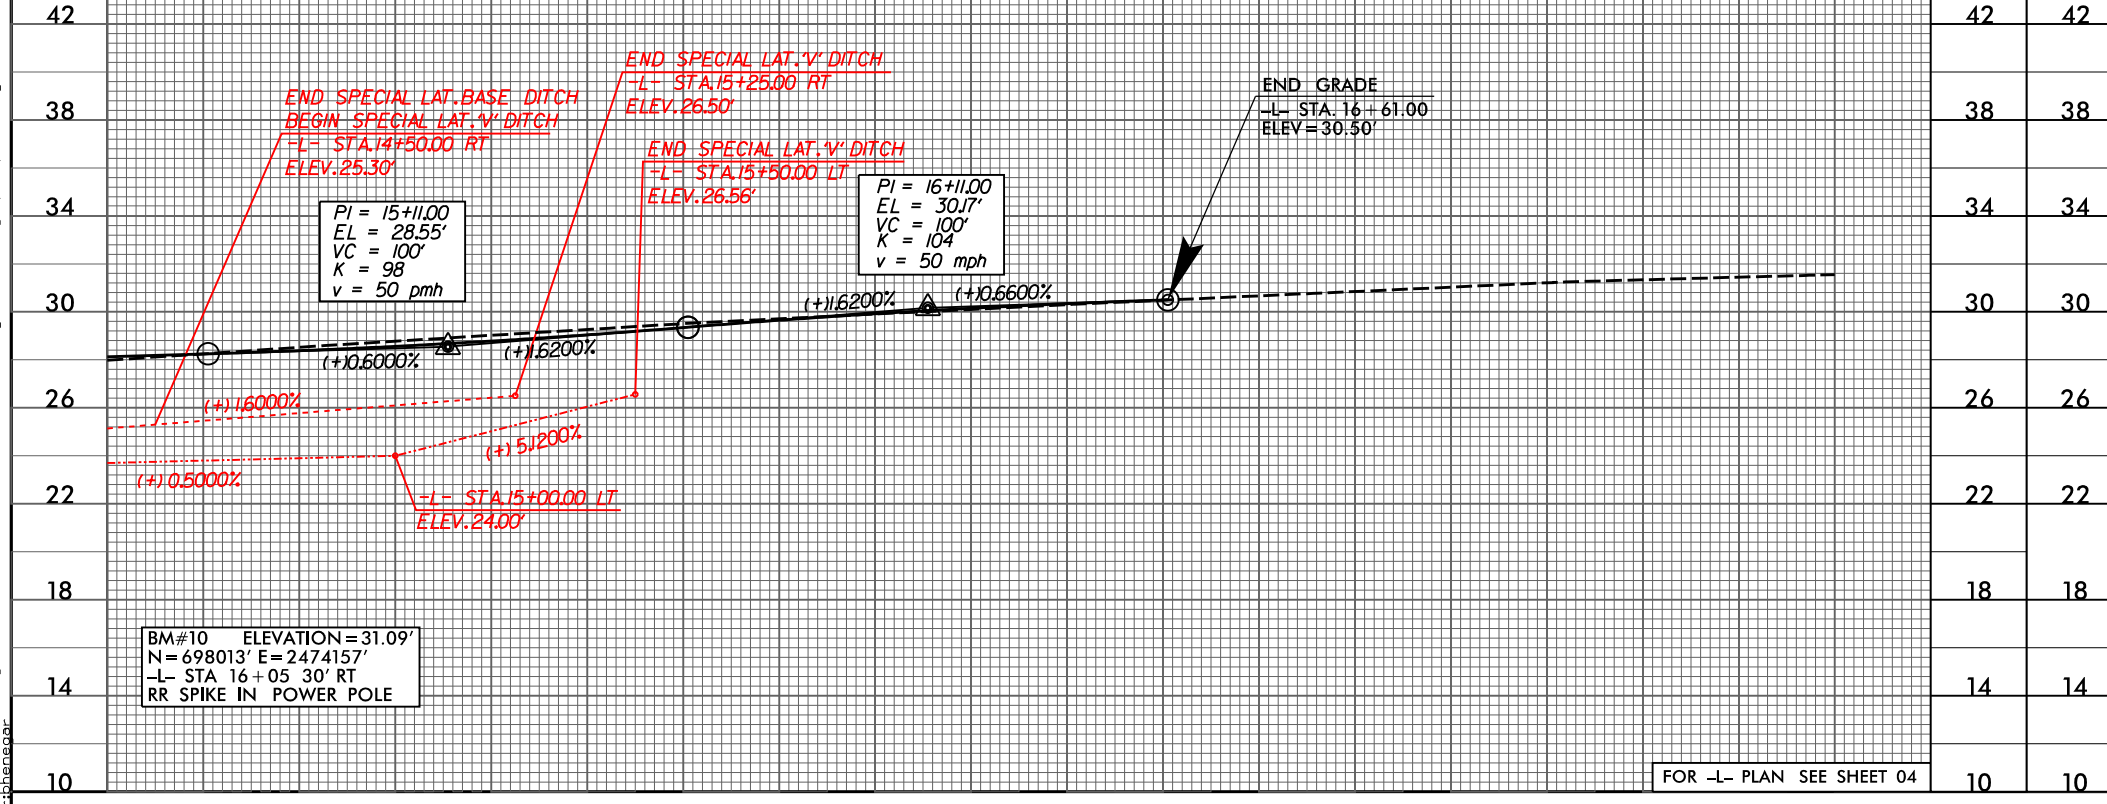 42
38
34
30
26
22
18
14
10
END SPECIAL LAT. BASE DITCH
BEGIN SPECIAL LAT. 'V' DITCH
-L- STA.14+50.00 RT
ELEV.25.30'
END SPECIAL LAT. 'V' DITCH
-L- STA.15+25.00 RT
ELEV.26.50'
END SPECIAL LAT. 'V' DITCH
-L- STA.15+50.00 LT
ELEV.26.56'
END GRADE
-L- STA. 16+61.00
ELEV=30.50'
PI = 15+11.00
EL = 28.55'
VC = 100'
K = 98
v = 50 pmh
PI = 16+11.00
EL = 30.17'
VC = 100'
K = 104
v = 50 mph
(+)0.6000%
(+)1.6200%
(+)1.6200%
(+)0.6600%
(+)1.6000%
(+)0.5000%
(+)5.1200%
-L- STA.15+00.00 LT
ELEV.24.00'
BM#10 ELEVATION=31.09'
N=698013' E=2474157'
-L- STA 16+05 30' RT
RR SPIKE IN POWER POLE
FOR -L- PLAN SEE SHEET 04
42 42
38 38
34 34
30 30
26 26
22 22
18 18
14 14
10 10